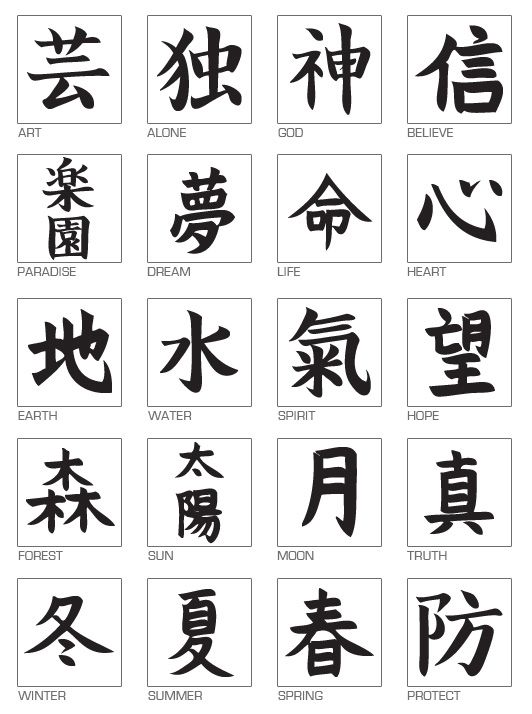 芸 独 神 信
ART ALONE GOD BELIEVE
楽園 夢 命 心
PARADISE DREAM LIFE HEART
地 水 氣 望
EARTH WATER SPIRIT HOPE
森 太陽 月 真
FOREST SUN MOON TRUTH
冬 夏 春 防
WINTER SUMMER SPRING PROTECT